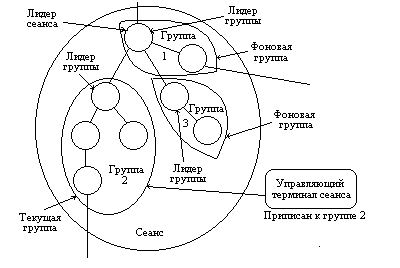 Лидер
сеанса
Лидер
группы
Группа
1
Фоновая
группа
Лидер
группы
Группа
3
Фоновая
группа
Группа
2
Лидер
группы
Управляющий
терминал сеанса
Приписан к группе 2
Текущая
группа
Сеанс